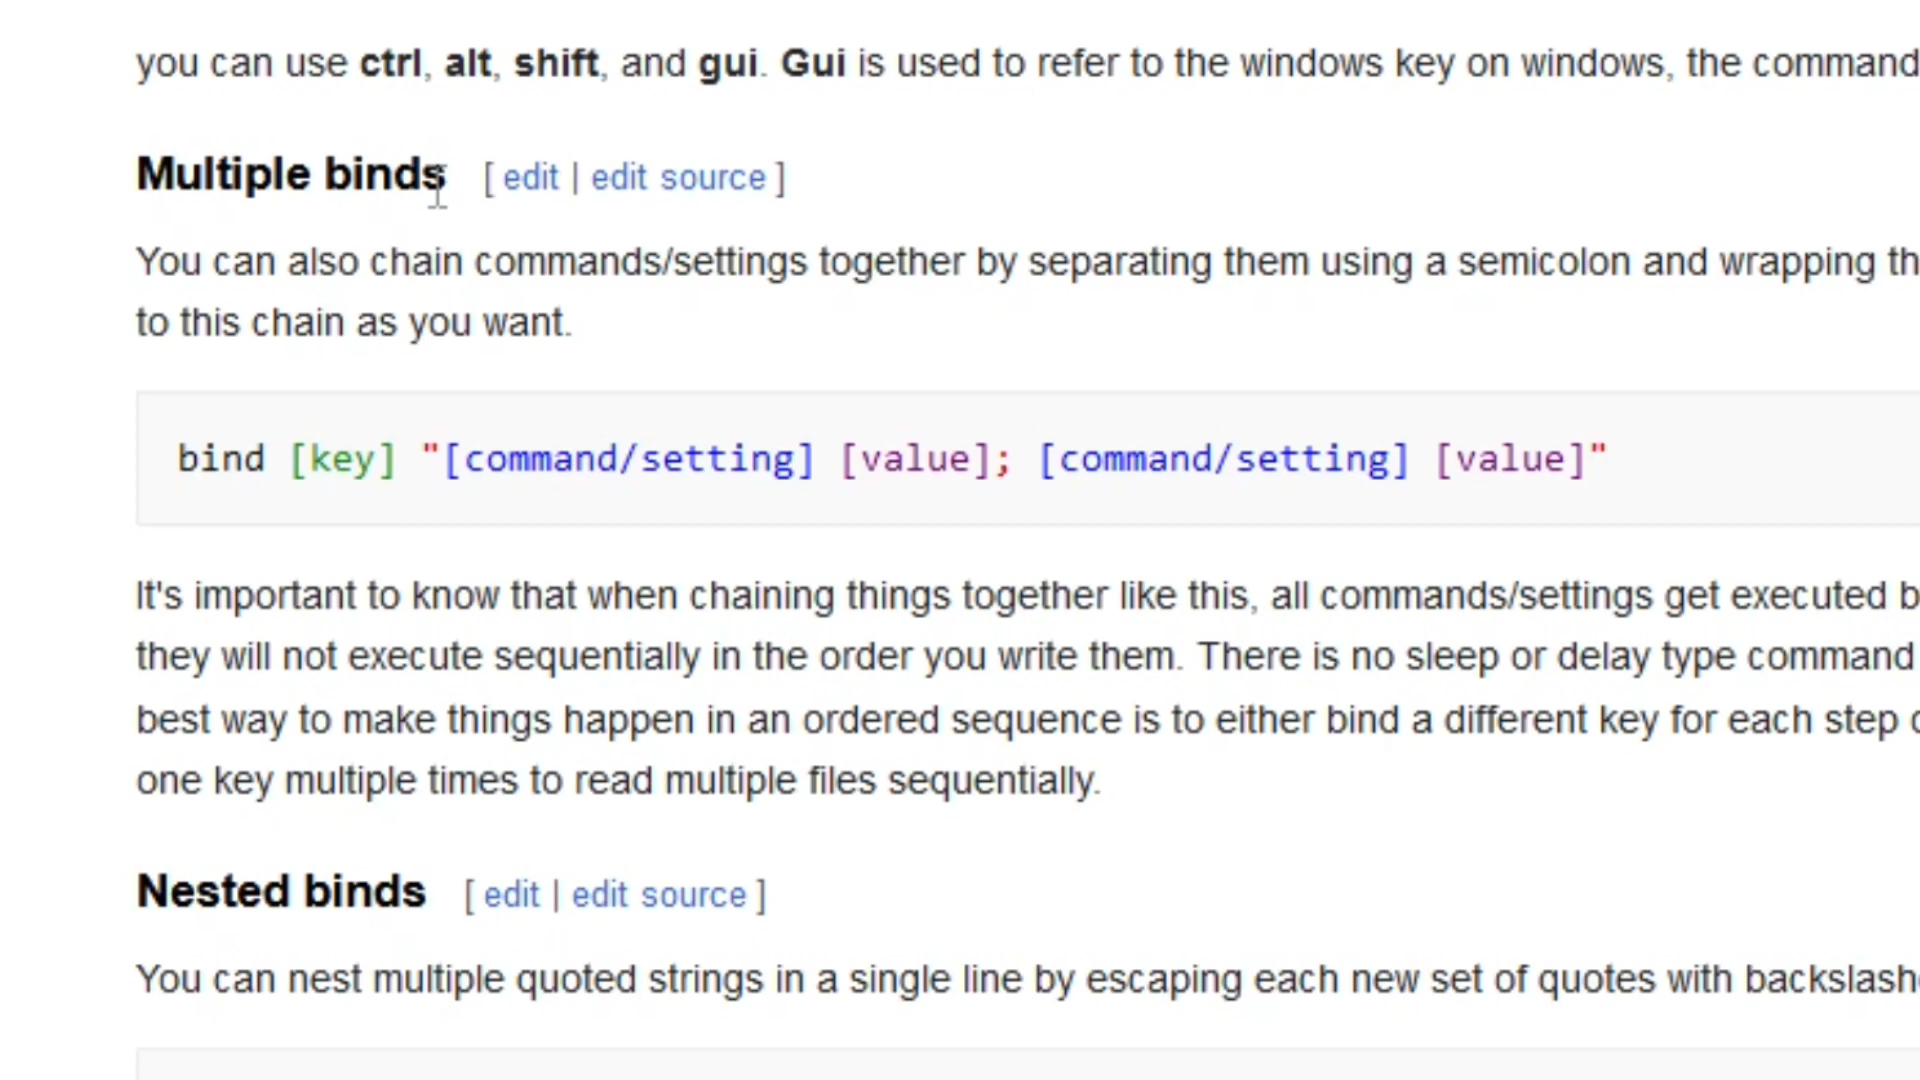 you can use ctrl, alt, shift, and gui. Gui is used to refer to the windows key on windows, the command
Multiple binds [ edit | edit source ]
You can also chain commands/settings together by separating them using a semicolon and wrapping
to this chain as you want.
bind [key] "[command/setting] [value]; [command/setting] [value]"
It's important to know that when chaining things together like this, all commands/settings get executed
they will not execute sequentially in the order you write them. There is no sleep or delay type command
best way to make things happen in an ordered sequence is to either bind a different key for each step
one key multiple times to read multiple files sequentially.
Nested binds [ edit | edit source ]
You can nest multiple quoted strings in a single line by escaping each new set of quotes with